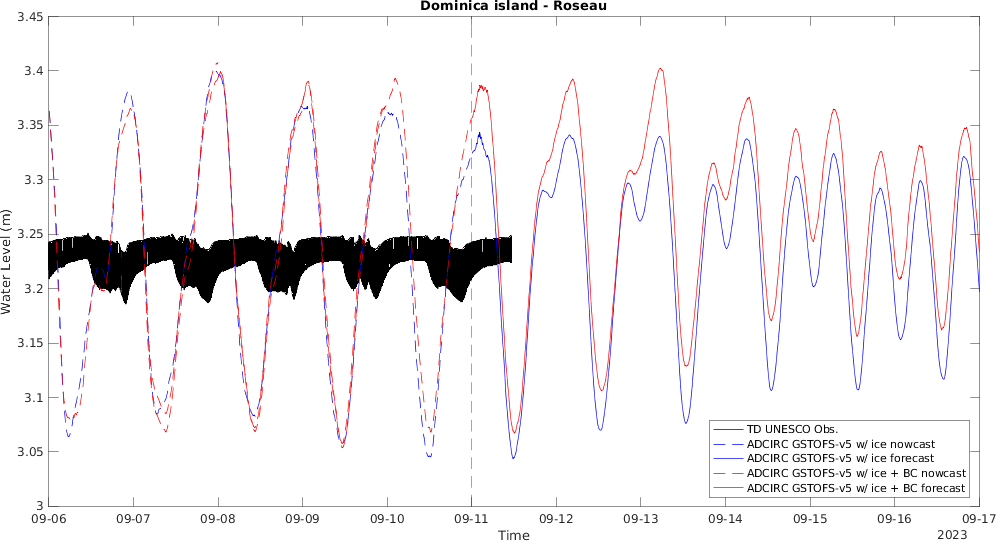 Dominica island - Roseau
3.45
3.4
3.35
3.3
3.25
3.2
3.15
3.1
3.05
3
Water Level (m)
TD UNESCO Obs.
ADCIRC GSTOFS-v5 w/ ice nowcast
ADCIRC GSTOFS-v5 w/ ice forecast
ADCIRC GSTOFS-v5 w/ ice + BC nowcast
ADCIRC GSTOFS-v5 w/ ice + BC forecast
09-06 09-07 09-08 09-09 09-10 09-11 09-12 09-13 09-14 09-15 09-16 09-17
Time
2023